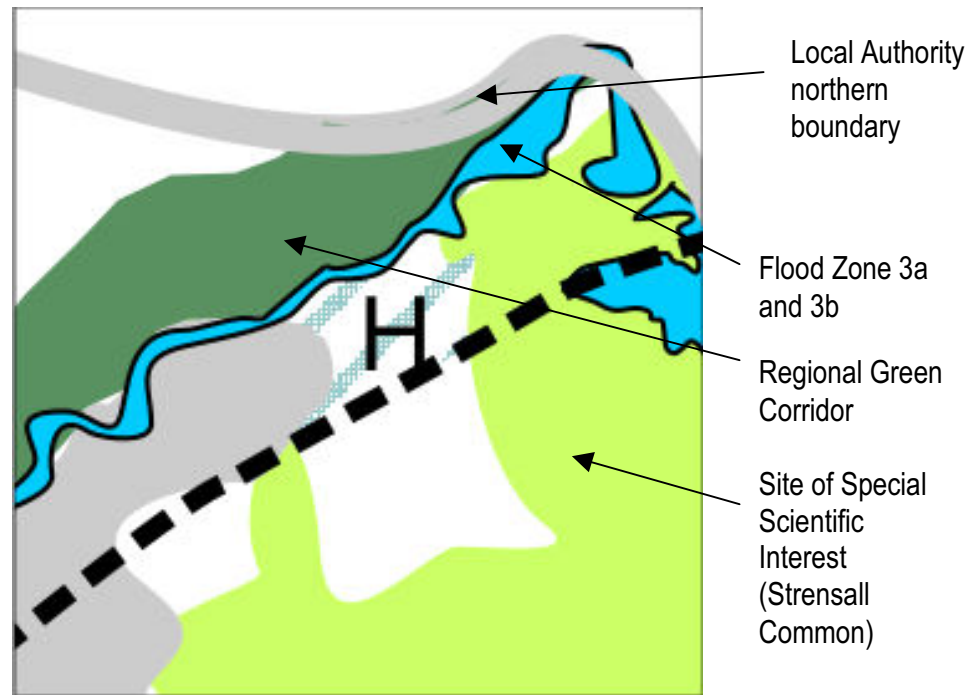 Local Authority
northern
boundary
Flood Zone 3a
and 3b
H
Regional Green
Corridor
Site of Special
Scientific
Interest
(Strensall
Common)